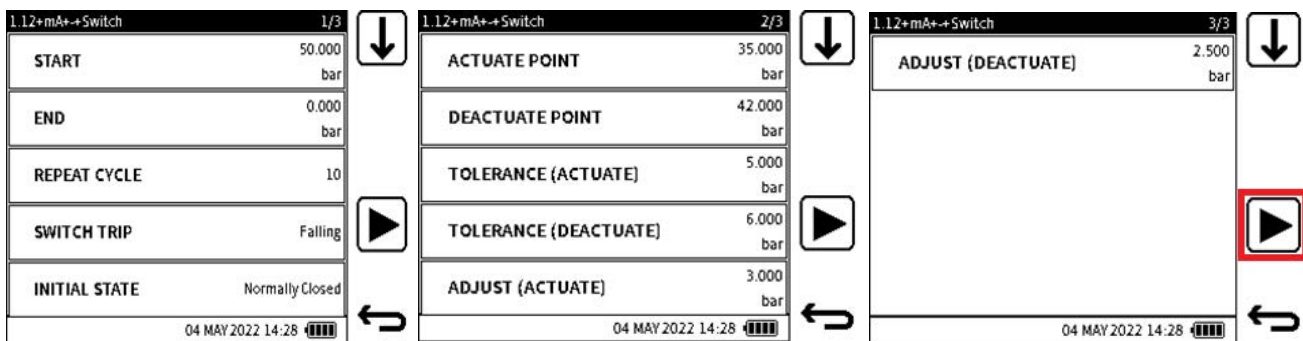 1.12+mA+-+Switch 1/3
START 50.000 bar
END 0.000 bar
REPEAT CYCLE 10
SWITCH TRIP Falling
INITIAL STATE Normally Closed
04 MAY 2022 14:28
1.12+mA+-+Switch 2/3
ACTUATE POINT 35.000 bar
DEACTUATE POINT 42.000 bar
TOLERANCE (ACTUATE) 5.000 bar
TOLERANCE (DEACTUATE) 6.000 bar
ADJUST (ACTUATE) 3.000 bar
04 MAY 2022 14:28
1.12+mA+-+Switch 3/3
ADJUST (DEACTUATE) 2.500 bar
04 MAY 2022 14:28